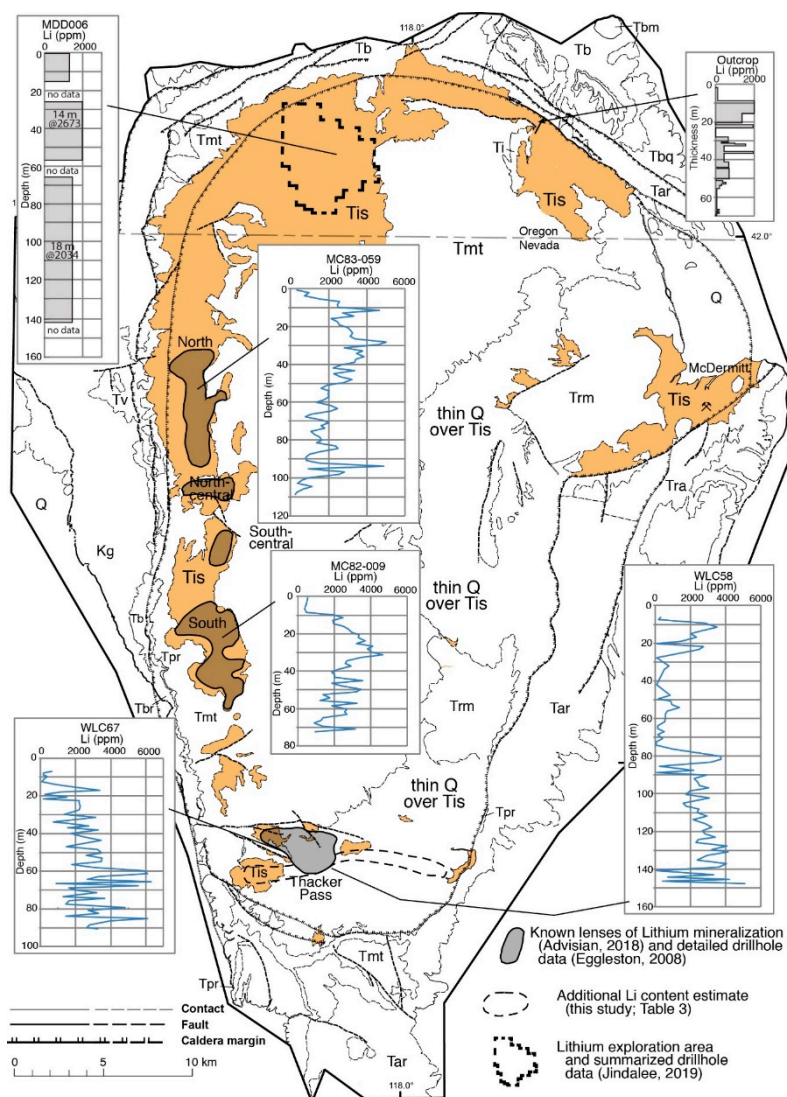 MDD006
Li (ppm)
0 2000
0
20
40
60
80
100
120
140
160
Depth (m)
no data
14 m
@2673
no data
18 m
@2034
no data
118.0°
Tbm
Tb
Tb
Outcrop
Li (ppm)
0 2000
0
20
40
60
Thickness (m)
Tmt
Ti
Tbq
Tar
Tis
Tis
Oregon
Nevada
42.0°
Tmt
Q
MC83-059
Li (ppm)
0 2000 4000 6000
0
20
40
60
80
100
120
Depth (m)
North
Tv
McDermitt
Tis
Trm
thin Q
over Tis
Q
North-
central
Tra
Kg
South-
central
Tis
MC82-009
Li (ppm)
0 2000 4000 6000
0
20
40
60
80
Depth (m)
thin Q
over Tis
WLC58
Li (ppm)
0 2000 4000 6000
0
20
40
60
80
100
120
140
160
Depth (m)
Tb
South
Tpr
Tbr
Tmt
Trm
Tar
WLC67
Li (ppm)
0 2000 4000 6000
0
20
40
60
80
100
Depth (m)
thin Q
over Tis
Tpr
Tis
Thacker
Pass
Known lenses of Lithium mineralization
(Advisian, 2018) and detailed drillhole
data (Eggleston, 2008)
Tmt
Tpr
Additional Li content estimate
(this study; Table 3)
Contact
Fault
Caldera margin
Lithium exploration area
and summarized drillhole
data (Jindalee, 2019)
Tar
0 10 km
118.0°